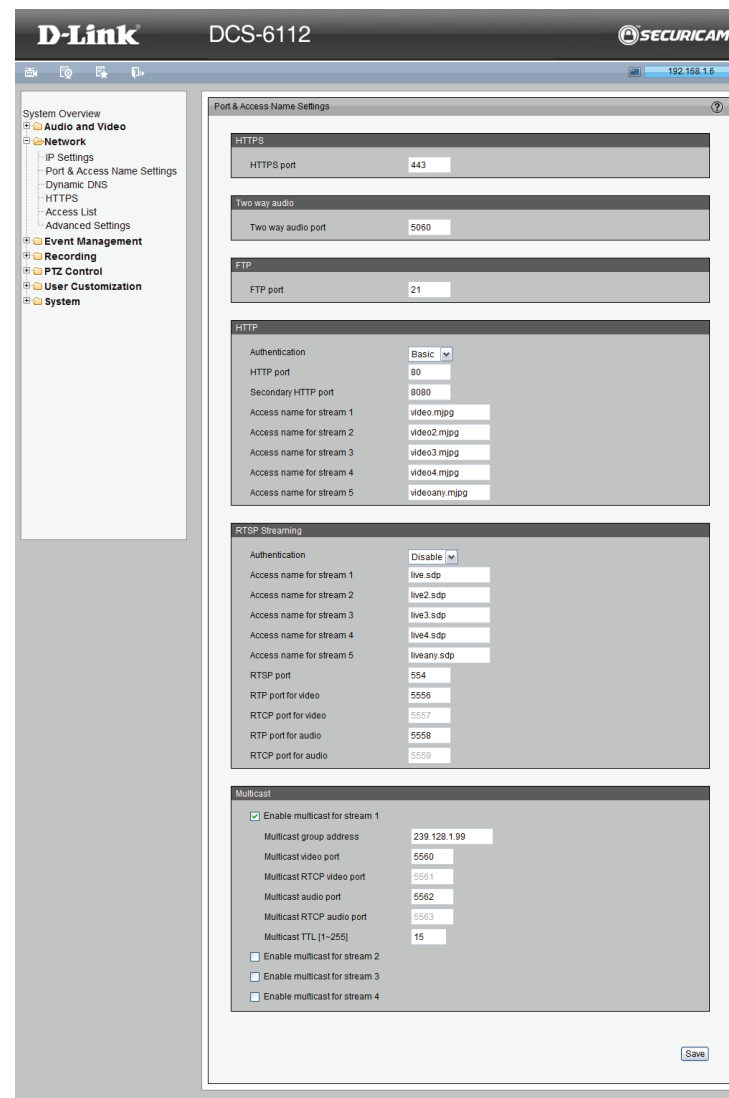 D-Link
DCS-6112
SECURICAM
192.168.1.6
System Overview
Audio and Video
Network
IP Settings
Port & Access Name Settings
Dynamic DNS
HTTPS
Access List
Advanced Settings
Event Management
Recording
PTZ Control
User Customization
System
Port & Access Name Settings
?
HTTPS
HTTPS port 443
Two way audio
Two way audio port 5060
FTP
FTP port 21
HTTP
Authentication Basic
HTTP port 80
Secondary HTTP port 8080
Access name for stream 1 video.mjpg
Access name for stream 2 video2.mjpg
Access name for stream 3 video3.mjpg
Access name for stream 4 video4.mjpg
Access name for stream 5 videoany.mjpg
RTSP Streaming
Authentication Disable
Access name for stream 1 live.sdp
Access name for stream 2 live2.sdp
Access name for stream 3 live3.sdp
Access name for stream 4 live4.sdp
Access name for stream 5 liveany.sdp
RTSP port 554
RTP port for video 5556
RTCP port for video 5557
RTP port for audio 5558
RTCP port for audio 5559
Multicast
Enable multicast for stream 1
Multicast group address 239.128.1.99
Multicast video port 5560
Multicast RTCP video port 5561
Multicast audio port 5562
Multicast RTCP audio port 5563
Multicast TTL [1~255] 15
Enable multicast for stream 2
Enable multicast for stream 3
Enable multicast for stream 4
Save